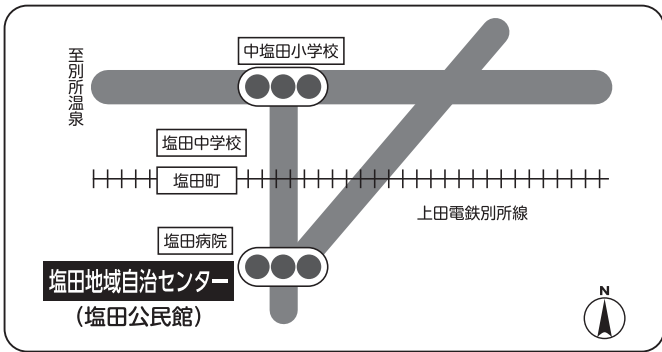 中塩田小学校
至別所温泉
塩田中学校
塩田町
上田電鉄別所線
塩田病院
塩田地域自治センター
（塩田公民館）
N